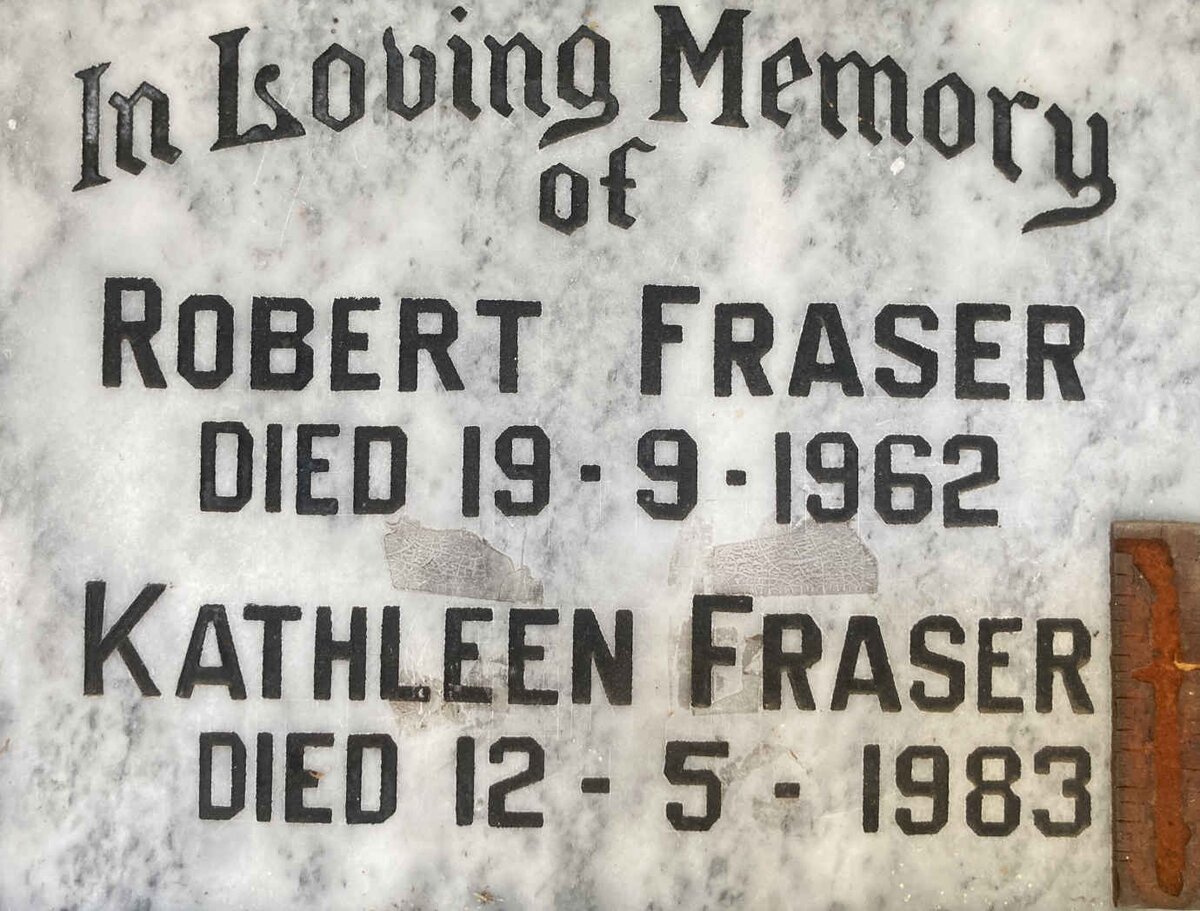 In Loving Memory
of
ROBERT FRASER
DIED 19·9·1962
KATHLEEN FRASER
DIED 12-5-1983